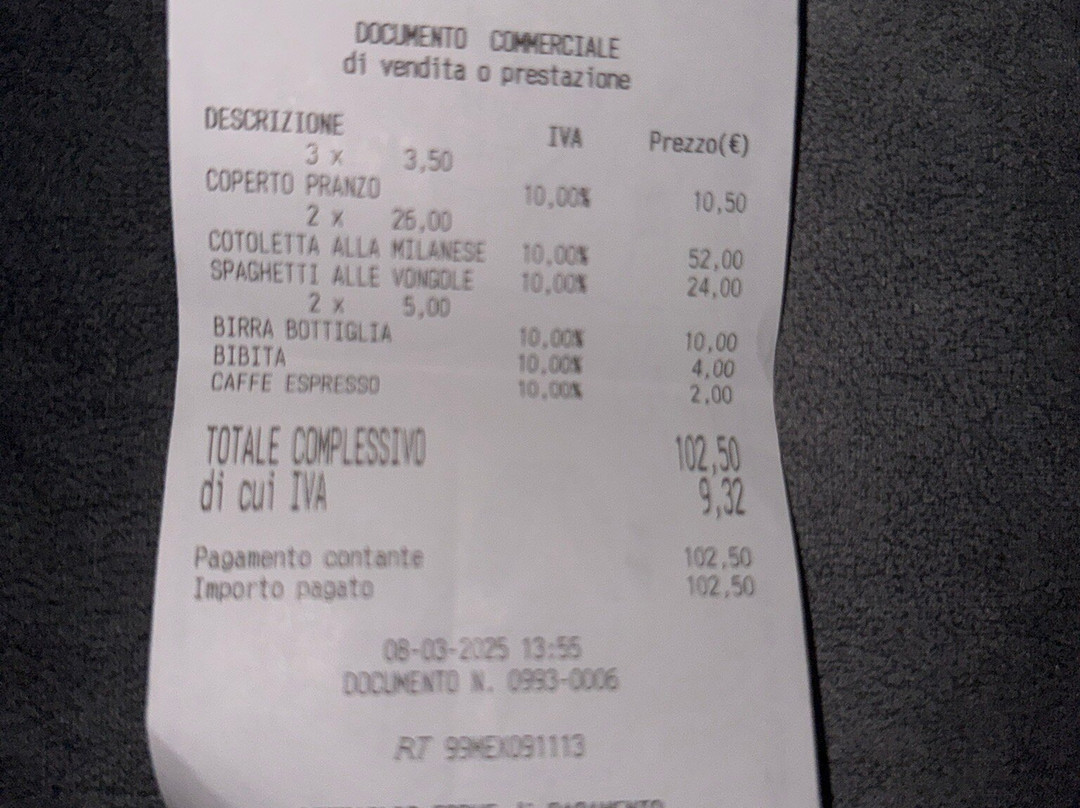 DOCUMENTO COMMERCIALE
di vendita o prestazione
DESCRIZIONE IVA Prezzo(€)
3 x 3,50
COPERTO PRANZO 10,00% 10,50
2 x 26,00
COTOLETTA ALLA MILANESE 10,00% 52,00
SPAGHETTI ALLE VONGOLE 10,00% 24,00
2 x 5,00
BIRRA BOTTIGLIA 10,00% 10,00
BIBITA 10,00% 4,00
CAFFE ESPRESSO 10,00% 2,00
TOTALE COMPLESSIVO 102,50
di cui IVA 9,32
Pagamento contante 102,50
Importo pagato 102,50
08-03-2025 13:55
DOCUMENTO N. 0993-0006
RT 99MEX091113